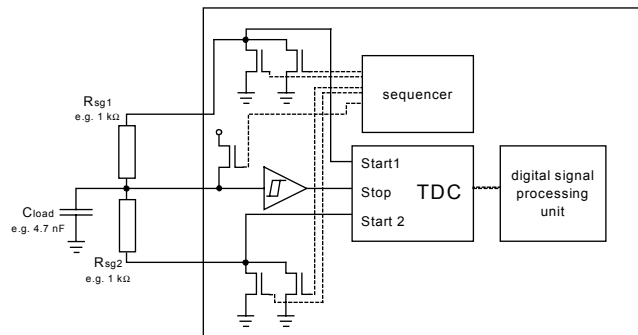 sequencer
Rsg1
e.g. 1 kΩ
Start1
Stop
TDC
Start 2
digital signal
processing
unit
Cload
e.g. 4.7 nF
Rsg2
e.g. 1 kΩ